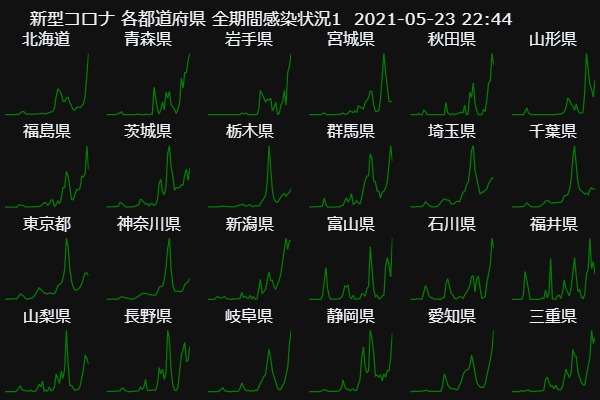 新型コロナ 各都道府県 全期間感染状況1 2021-05-23 22:44
北海道 青森県 岩手県 宮城県 秋田県 山形県
福島県 茨城県 栃木県 群馬県 埼玉県 千葉県
東京都 神奈川県 新潟県 富山県 石川県 福井県
山梨県 長野県 岐阜県 静岡県 愛知県 三重県